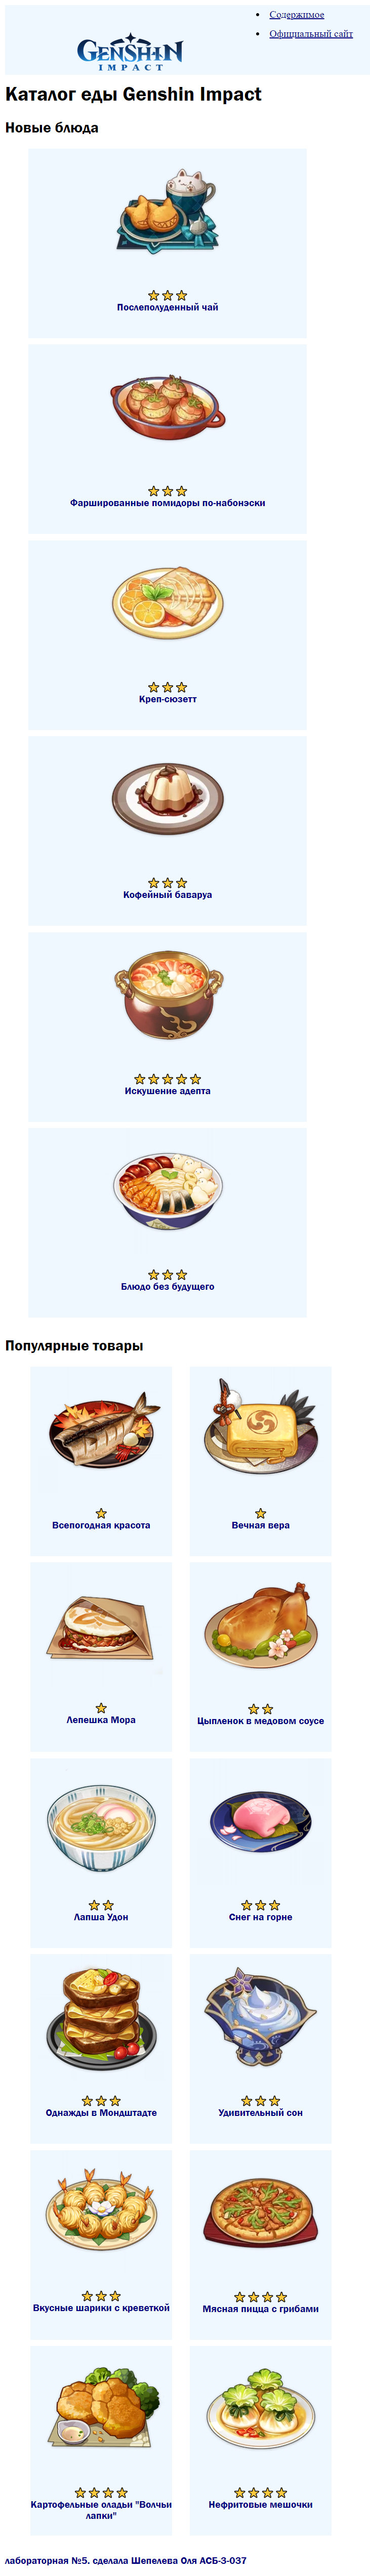 Содержимое
Официальный сайт
GENSHIN
IMPACT
Каталог еды Genshin Impact
Новые блюда
Послеполуденный чай
Фаршированные помидоры по-набонэски
Креп-сюзетт
Кофейный баваруа
Искушение адепта
Блюдо без будущего
Популярные товары
Всепогодная красота
Вечная вера
Лепешка Мора
Цыпленок в медовом соусе
Лапша Удон
Снег на горне
Однажды в Мондштадте
Удивительный сон
Вкусные шарики с креветкой
Мясная пицца с грибами
Картофельные оладьи "Волчьи
лапки"
Нефритовые мешочки
лабораторная №5. сделала Шепелева Оля АСБ-3-037